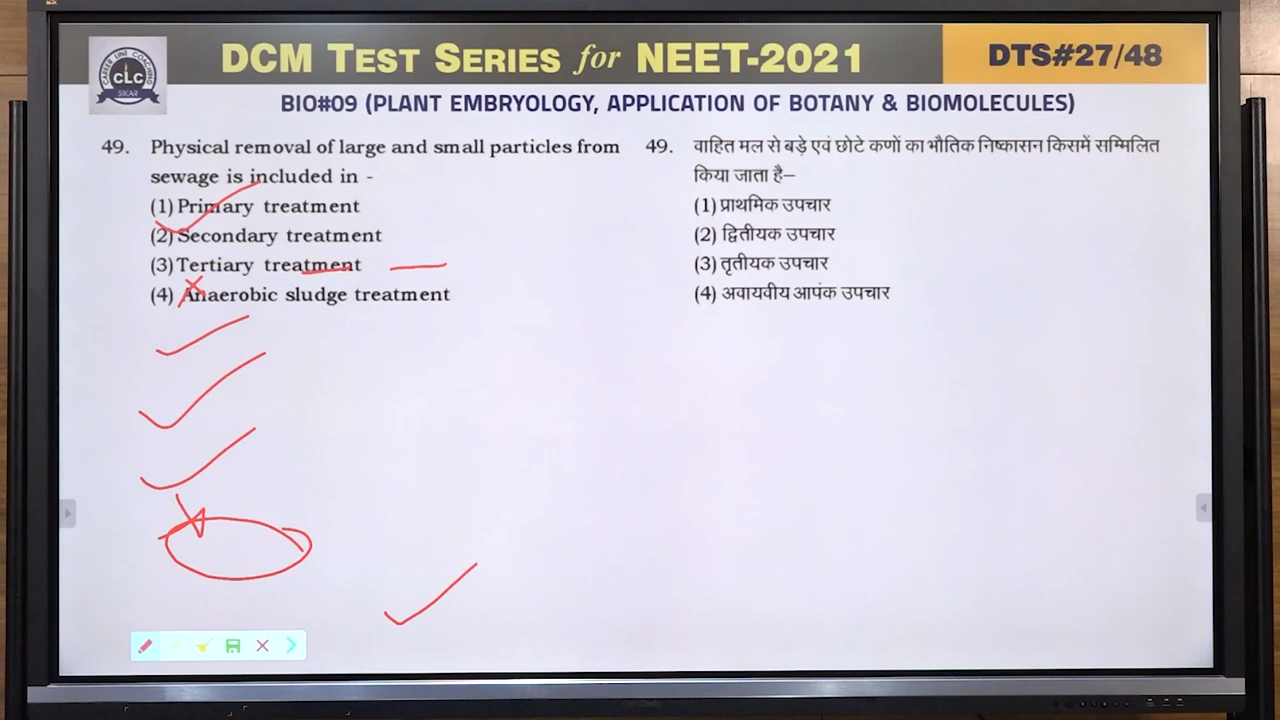 CAREER LINE COACHING
CLC
SIKAR
DCM TEST SERIES for NEET-2021
DTS#27/48
BIO#09 (PLANT EMBRYOLOGY, APPLICATION OF BOTANY & BIOMOLECULES)
49. Physical removal of large and small particles from
sewage is included in -
(1) Primary treatment
(2) Secondary treatment
(3) Tertiary treatment
(4) Anaerobic sludge treatment
49. वाहित मल से बड़े एवं छोटे कणों का भौतिक निष्कासन किसमें सम्मिलित
किया जाता है–
(1) प्राथमिक उपचार
(2) द्वितीयक उपचार
(3) तृतीयक उपचार
(4) अवायवीय आपंक उपचार